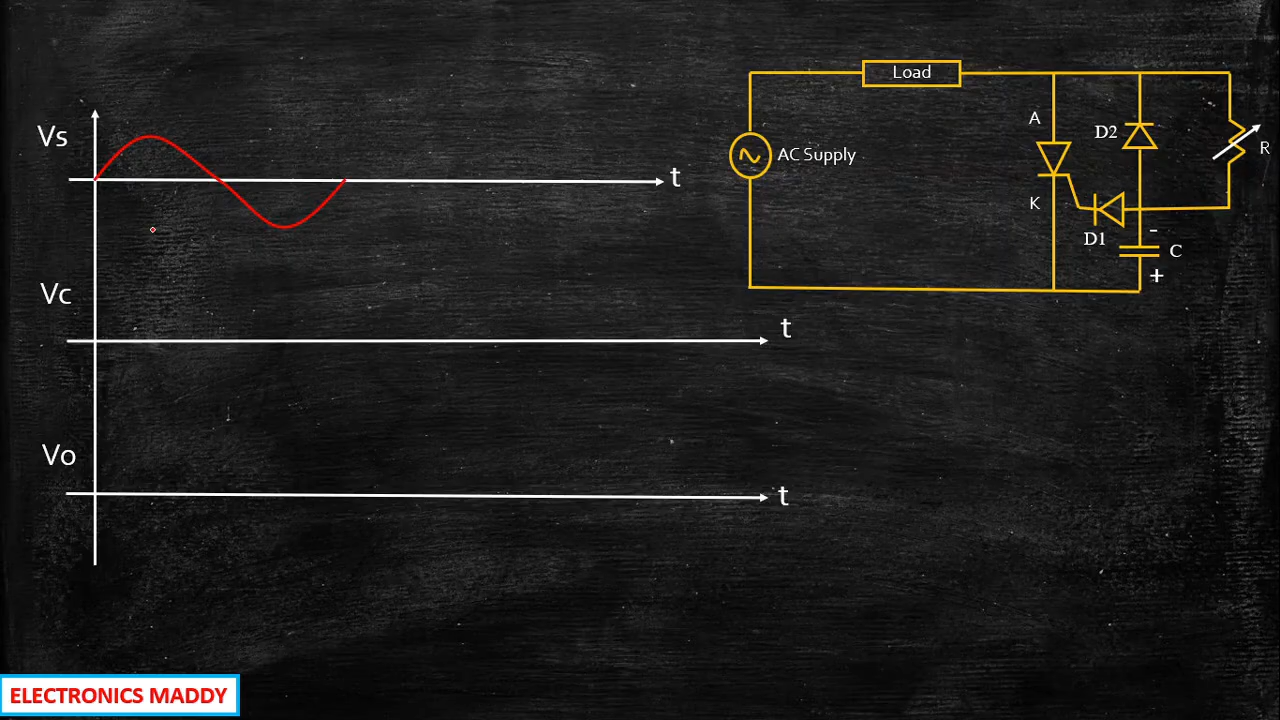 Load
Vs
A
D2
AC Supply
R
t
K
D1
-
C
+
Vc
t
Vo
t
ELECTRONICS MADDY